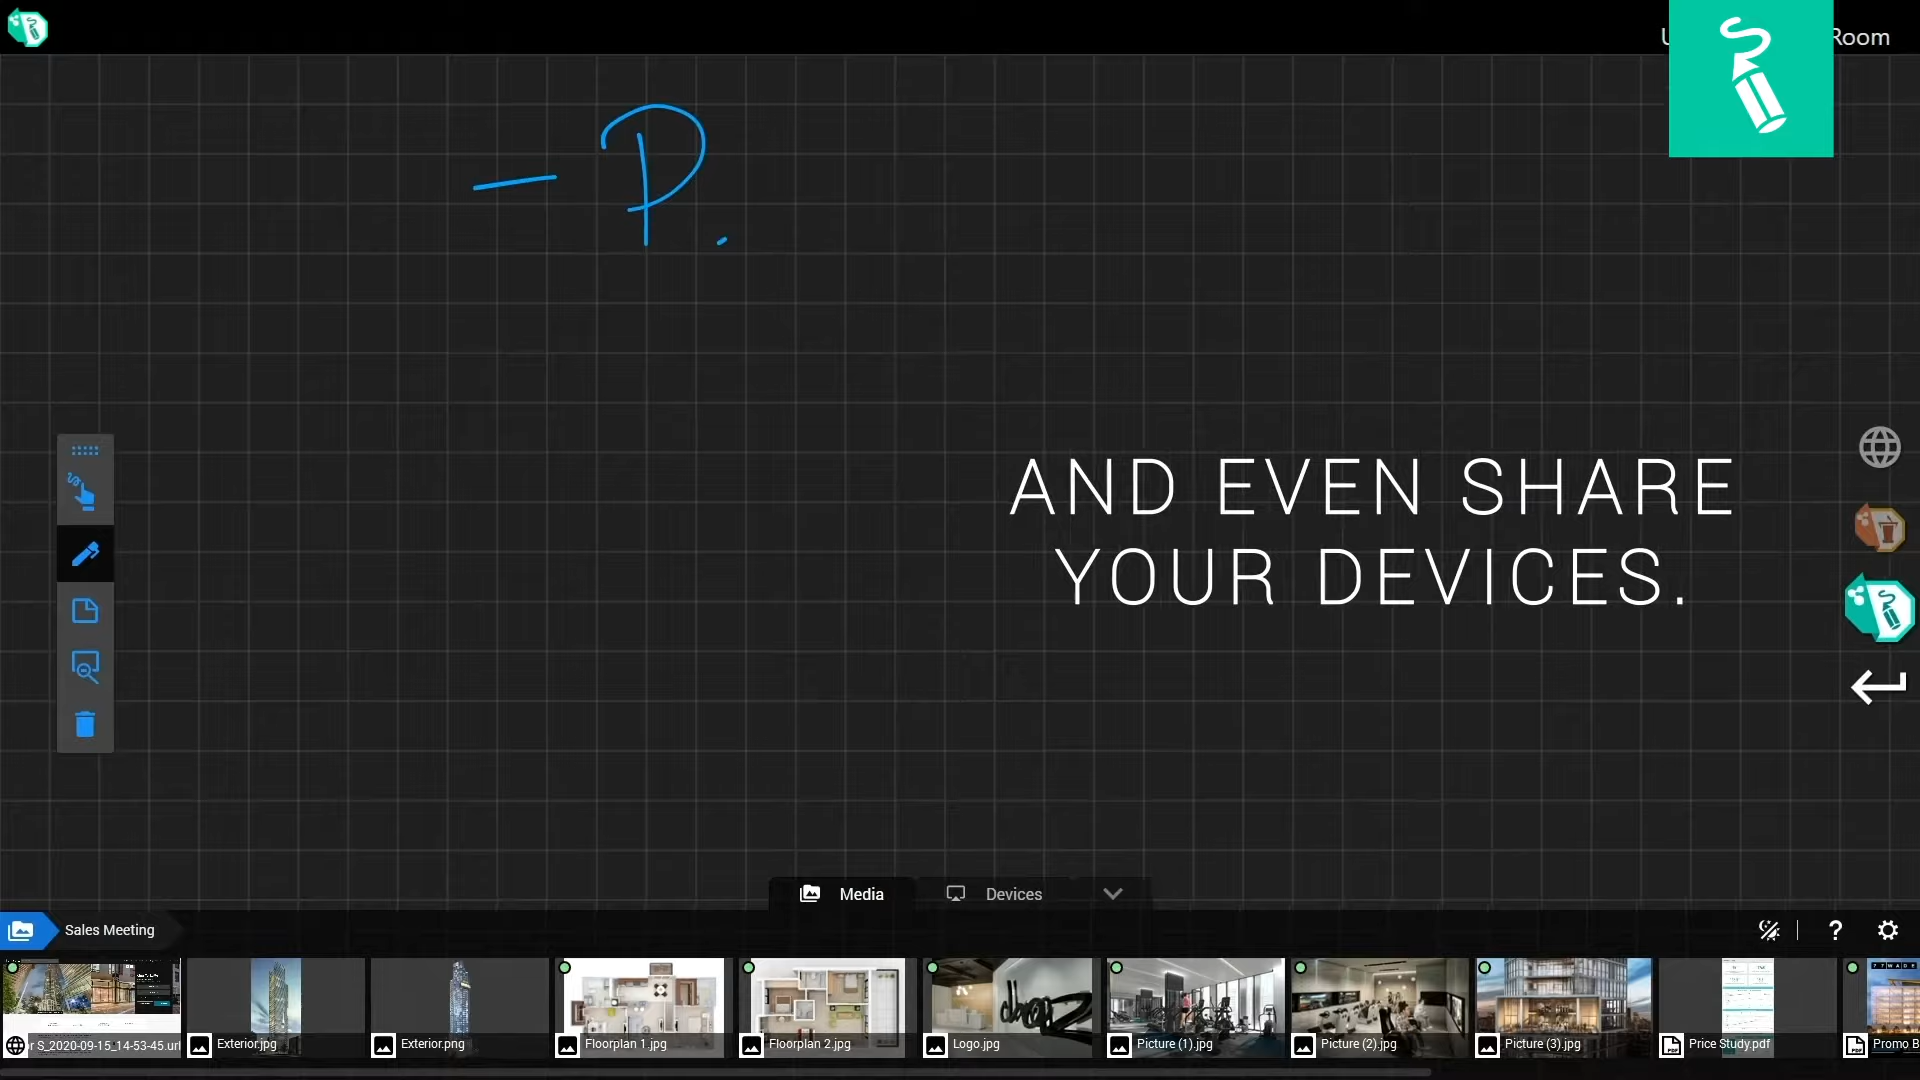 Room
- P.
AND EVEN SHARE
YOUR DEVICES.
Media
Devices
Sales Meeting
?
or S_2020-09-15_14-53-45.url
Exterior.jpg
Exterior.png
Floorplan 1.jpg
Floorplan 2.jpg
Logo.jpg
Picture (1).jpg
Picture (2).jpg
Picture (3).jpg
Price Study.pdf
Promo B